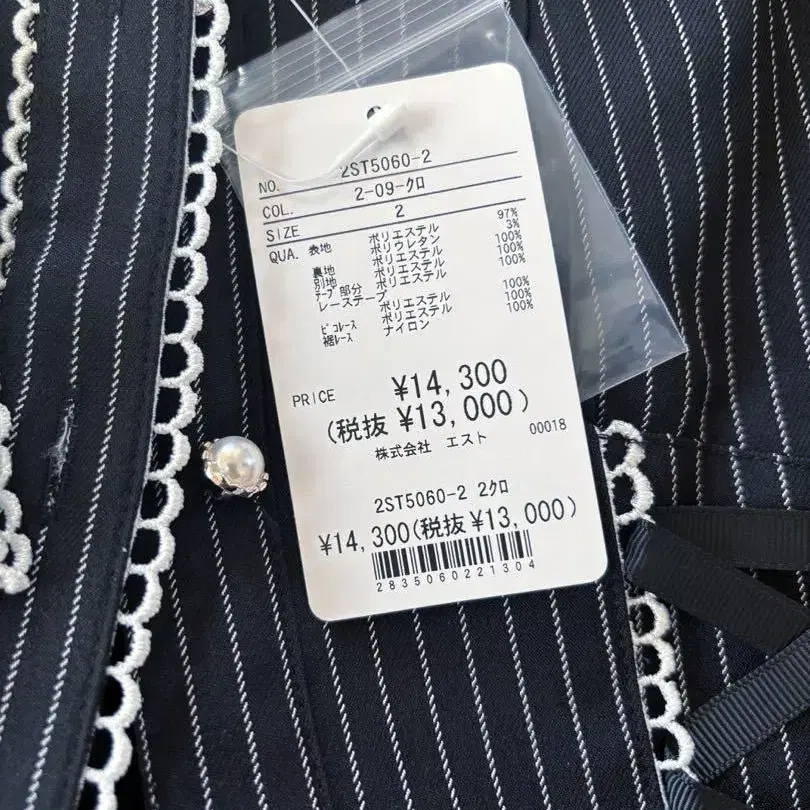 NO. 2ST5060-2
COL. 2-09-クロ
SIZE 2
QUA. 表地 ポリエステル 97%
ポリウレタン 3%
裏地 ポリエステル 100%
別地 ポリエステル 100%
テープ部分 ポリエステル 100%
レーステープ
ポリエステル 100%
ピコレース ポリエステル 100%
裾レース ナイロン
PRICE ¥14,300
(税抜 ¥13,000)
株式会社 エスト 00018
2ST5060-2 2クロ
¥14,300(税抜¥13,000)
2835060221304